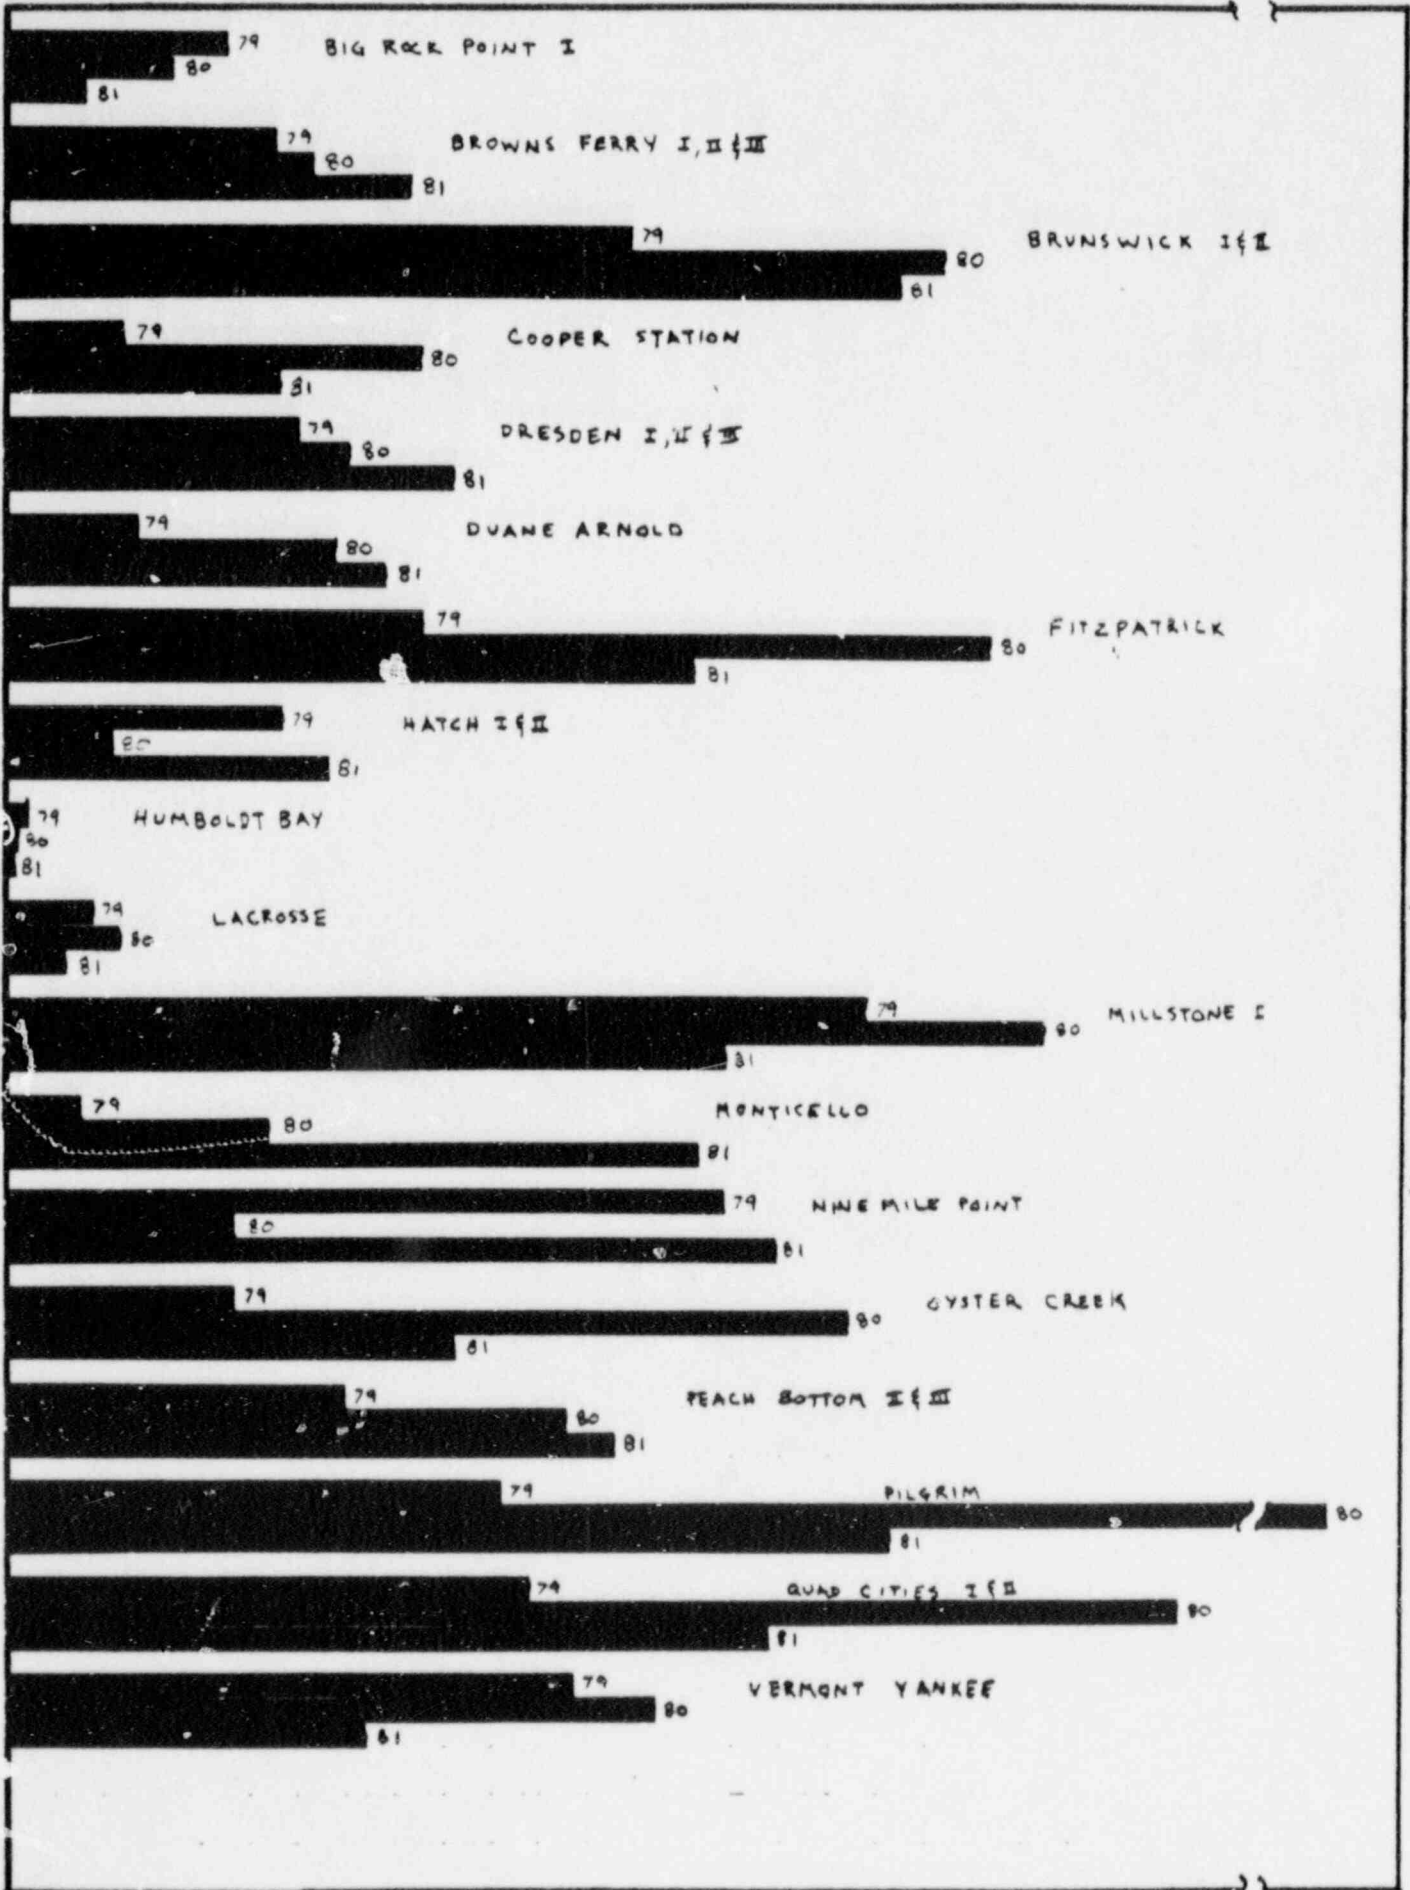 79 BIG ROCK POINT I
80
81
79 BROWNS FERRY I, II & III
80
81
79 BRUNSWICK I & II
80
81
79 COOPER STATION
80
81
79 DRESDEN I, II & III
80
81
79 DUANE ARNOLD
80
81
79 FITZPATRICK
80
81
79 HATCH I & II
80
81
79 HUMBOLDT BAY
80
81
79 LACROSSE
80
81
79 MILLSTONE I
80
81
79 MONTICELLO
80
81
79 NINE MILE POINT
80
81
79 OYSTER CREEK
80
81
79 PEACH BOTTOM II & III
80
81
79 PILGRIM
80
81
79 QUAD CITIES I & II
80
81
79 VERMONT YANKEE
80
81